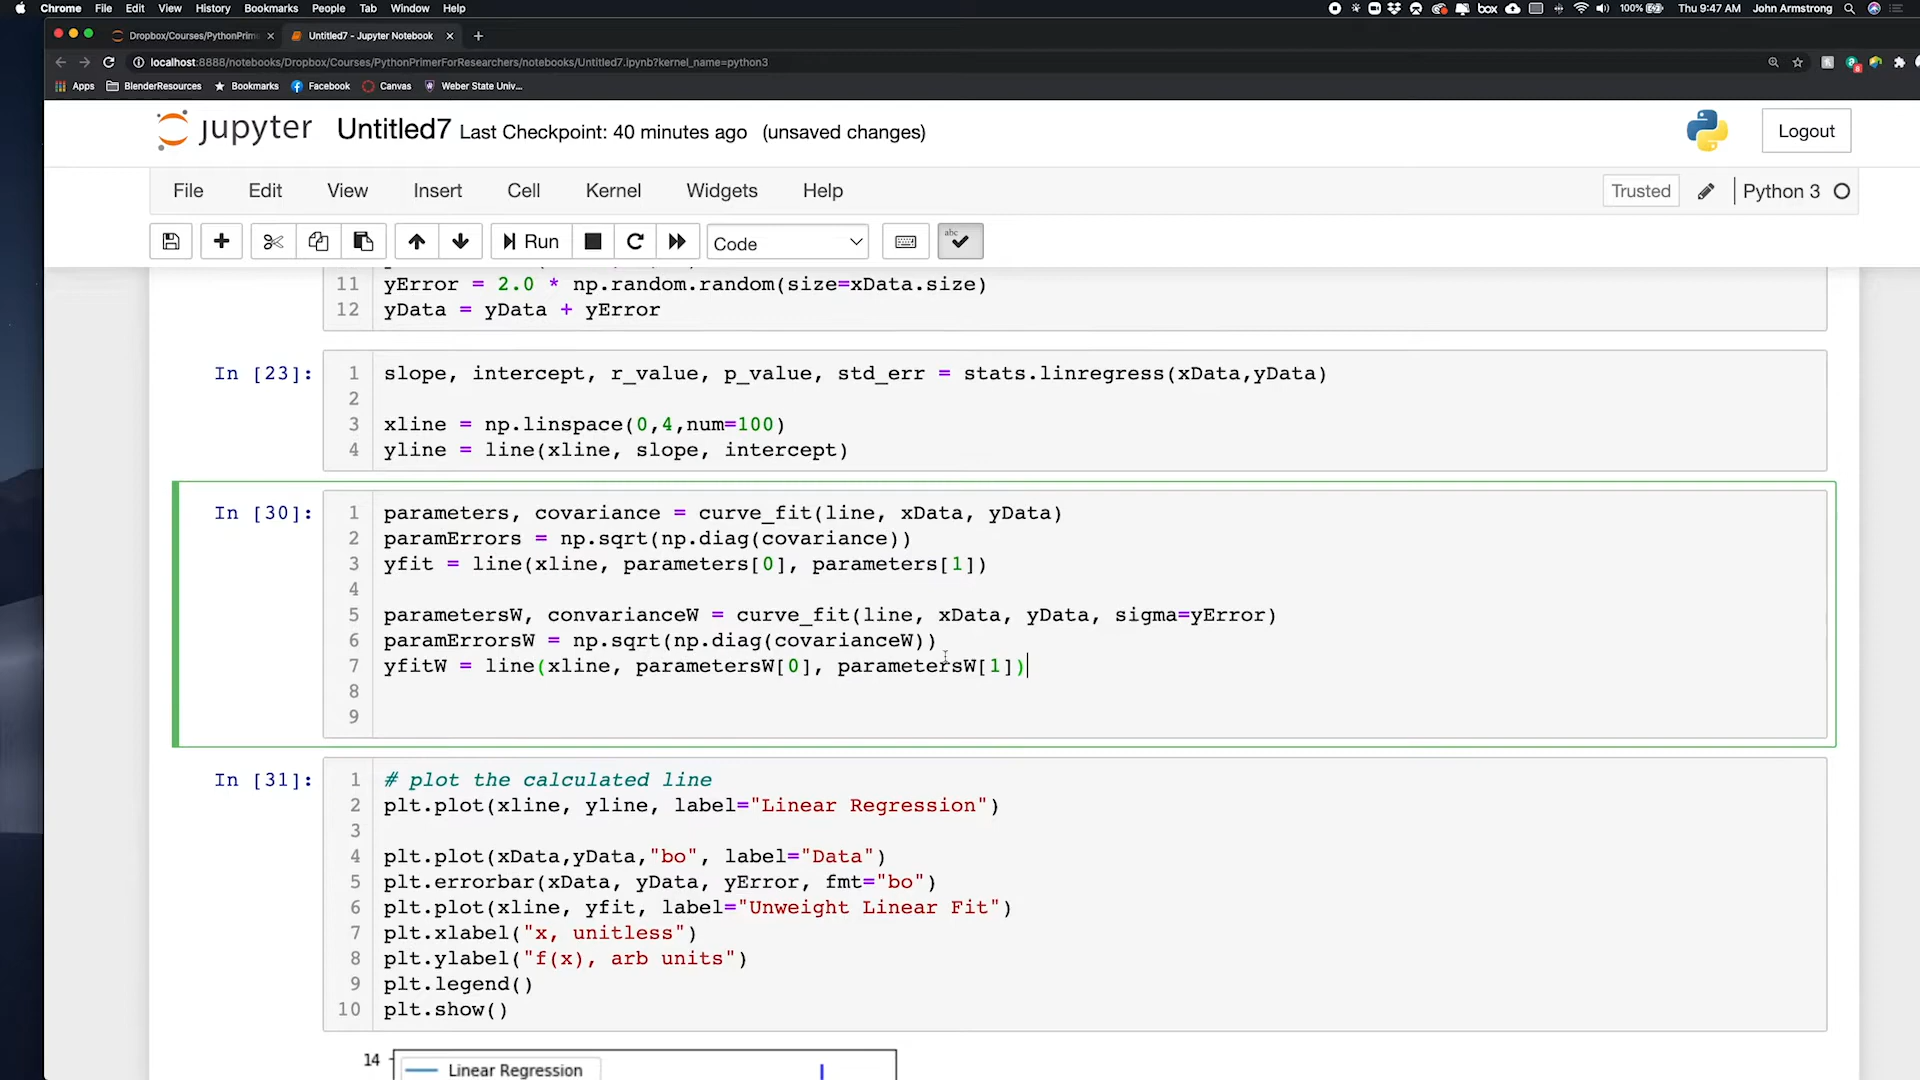 Chrome File Edit View History Bookmarks People Tab Window Help box 100% Thu 9:47 AM John Armstrong
Dropbox/Courses/PythonPrim Untitled7 - Jupyter Notebook
localhost:8888/notebooks/Dropbox/Courses/PythonPrimerForResearchers/notebooks/Untitled7.ipynb?kernel_name=python3
Apps BlenderResources Bookmarks Facebook Canvas Weber State Univ...
jupyter Untitled7 Last Checkpoint: 40 minutes ago (unsaved changes) Logout
File Edit View Insert Cell Kernel Widgets Help Trusted Python 3
Run Code abc
11 yError = 2.0 * np.random.random(size=xData.size)
12 yData = yData + yError
In [23]: 1 slope, intercept, r_value, p_value, std_err = stats.linregress(xData,yData)
2
3 xline = np.linspace(0,4,num=100)
4 yline = line(xline, slope, intercept)
In [30]: 1 parameters, covariance = curve_fit(line, xData, yData)
2 paramErrors = np.sqrt(np.diag(covariance))
3 yfit = line(xline, parameters[0], parameters[1])
4
5 parametersW, convarianceW = curve_fit(line, xData, yData, sigma=yError)
6 paramErrorsW = np.sqrt(np.diag(covarianceW))
7 yfitW = line(xline, parametersW[0], parametersW[1])
8
9
In [31]: 1 # plot the calculated line
2 plt.plot(xline, yline, label="Linear Regression")
3
4 plt.plot(xData,yData,"bo", label="Data")
5 plt.errorbar(xData, yData, yError, fmt="bo")
6 plt.plot(xline, yfit, label="Unweight Linear Fit")
7 plt.xlabel("x, unitless")
8 plt.ylabel("f(x), arb units")
9 plt.legend()
10 plt.show()
14
Linear Regression